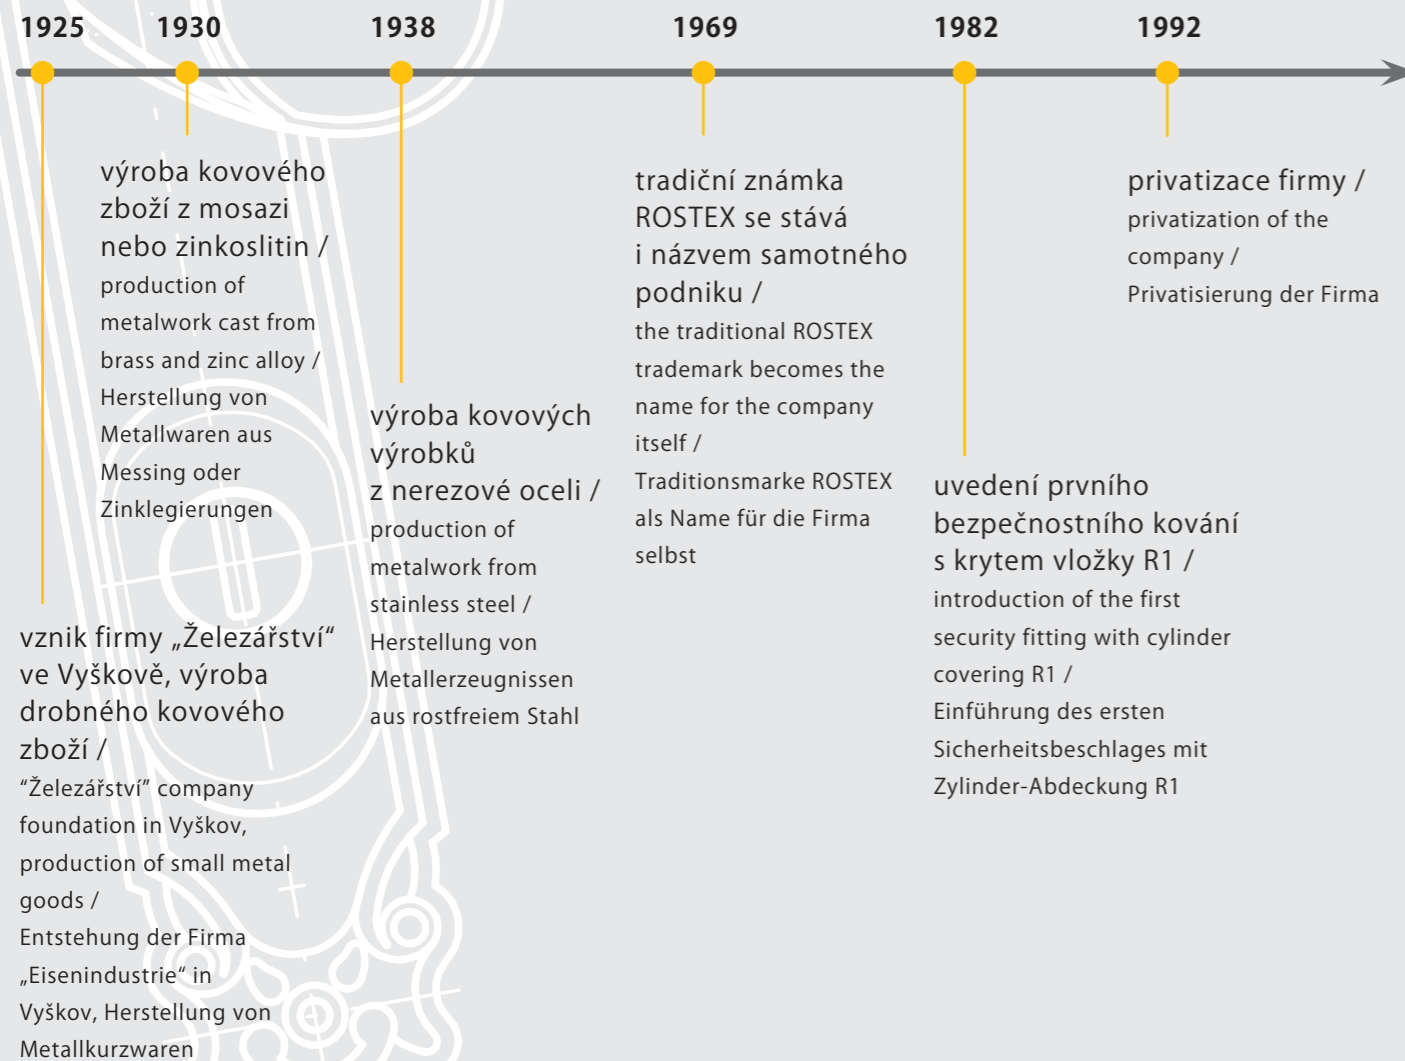 1925 1930 1938 1969 1982 1992
vznik firmy „Železářství“
ve Vyškově, výroba
drobného kovového
zboží /
“Železářství” company
foundation in Vyškov,
production of small metal
goods /
Entstehung der Firma
„Eisenindustrie“ in
Vyškov, Herstellung von
Metallkurzwaren
výroba kovového
zboží z mosazi
nebo zinkoslitin /
production of
metalwork cast from
brass and zinc alloy /
Herstellung von
Metallwaren aus
Messing oder
Zinklegierungen
výroba kovových
výrobků
z nerezové oceli /
production of
metalwork from
stainless steel /
Herstellung von
Metallerzeugnissen
aus rostfreiem Stahl
tradiční známka
ROSTEX se stává
i názvem samotného
podniku /
the traditional ROSTEX
trademark becomes the
name for the company
itself /
Traditionsmarke ROSTEX
als Name für die Firma
selbst
uvedení prvního
bezpečnostního kování
s krytem vložky R1 /
introduction of the first
security fitting with cylinder
covering R1 /
Einführung des ersten
Sicherheitsbeschlages mit
Zylinder-Abdeckung R1
privatizace firmy /
privatization of the
company /
Privatisierung der Firma